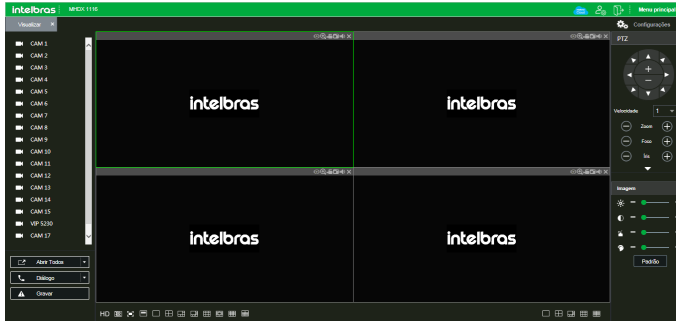 intelbras MHDX 1116 Menu principal
Visualizar × Configurações
CAM 1
CAM 2
CAM 3
CAM 4
CAM 5
CAM 6
CAM 7
CAM 8
CAM 9
CAM 10
CAM 11
CAM 12
CAM 13
CAM 14
CAM 15
VIP 5230
CAM 17
Abrir Todos
Diálogo
Gravar
intelbras
intelbras
intelbras
intelbras
HD
PTZ
Velocidade 1
Zoom
Foco
Íris
Imagem
Padrão